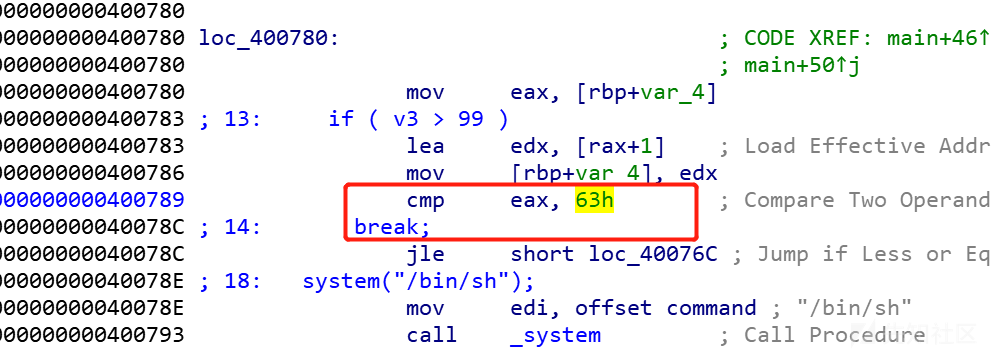 000000000400780
000000000400780 loc_400780: ; CODE XREF: main+46↑
000000000400780 ; main+50↑j
000000000400780 mov eax, [rbp+var_4]
000000000400783 ; 13: if ( v3 > 99 )
000000000400783 lea edx, [rax+1] ; Load Effective Addr
000000000400786 mov [rbp+var_4], edx
000000000400789 cmp eax, 63h ; Compare Two Operand
00000000040078C ; 14: break;
00000000040078C jle short loc_40076C ; Jump if Less or Eq
00000000040078E ; 18: system("/bin/sh");
00000000040078E mov edi, offset command ; "/bin/sh"
000000000400793 call _system ; Call Procedure